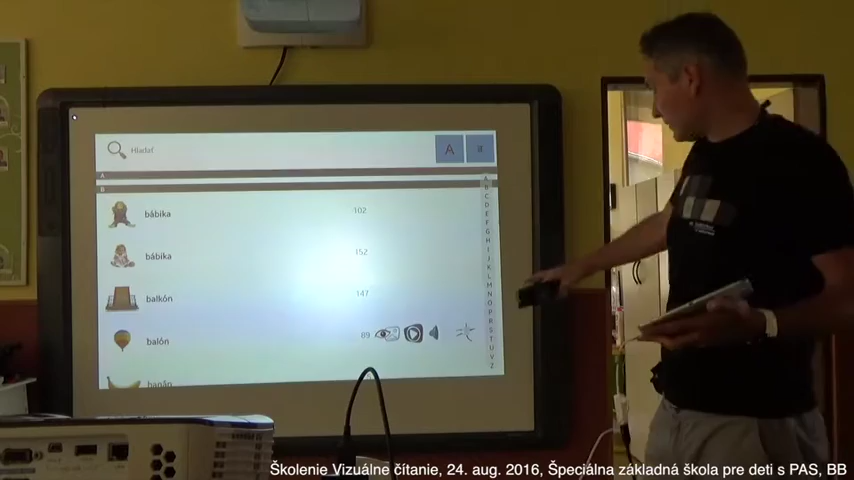 Hľadať
A
A
B
bábika 102
bábika 152
balkón 147
balón 89
banán
A
B
C
D
E
F
G
H
I
J
K
L
M
N
O
P
R
S
T
U
V
Z
Školenie Vizuálne čítanie, 24. aug. 2016, Špeciálna základná škola pre deti s PAS, BB